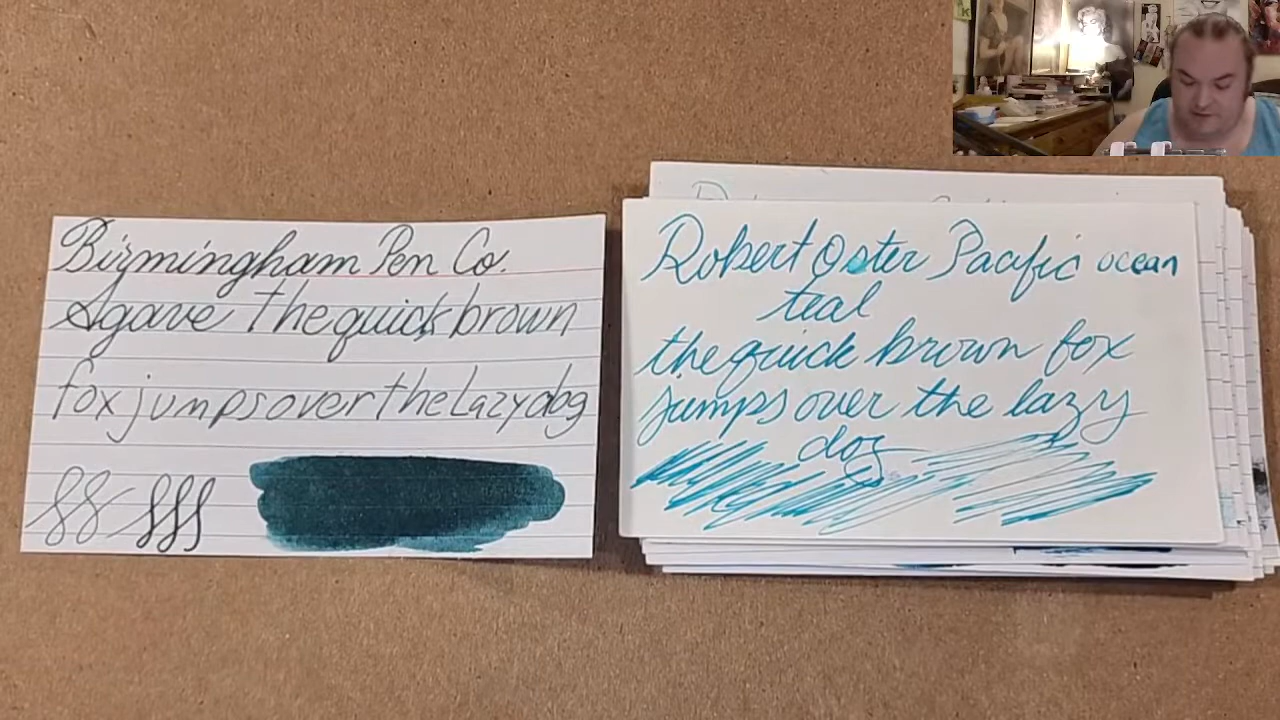 Birmingham Pen Co.
Agave The quick brown
fox jumps over the Lazy dog
Robert Oster Pacific ocean
teal
the quick brown fox
jumps over the lazy
dog